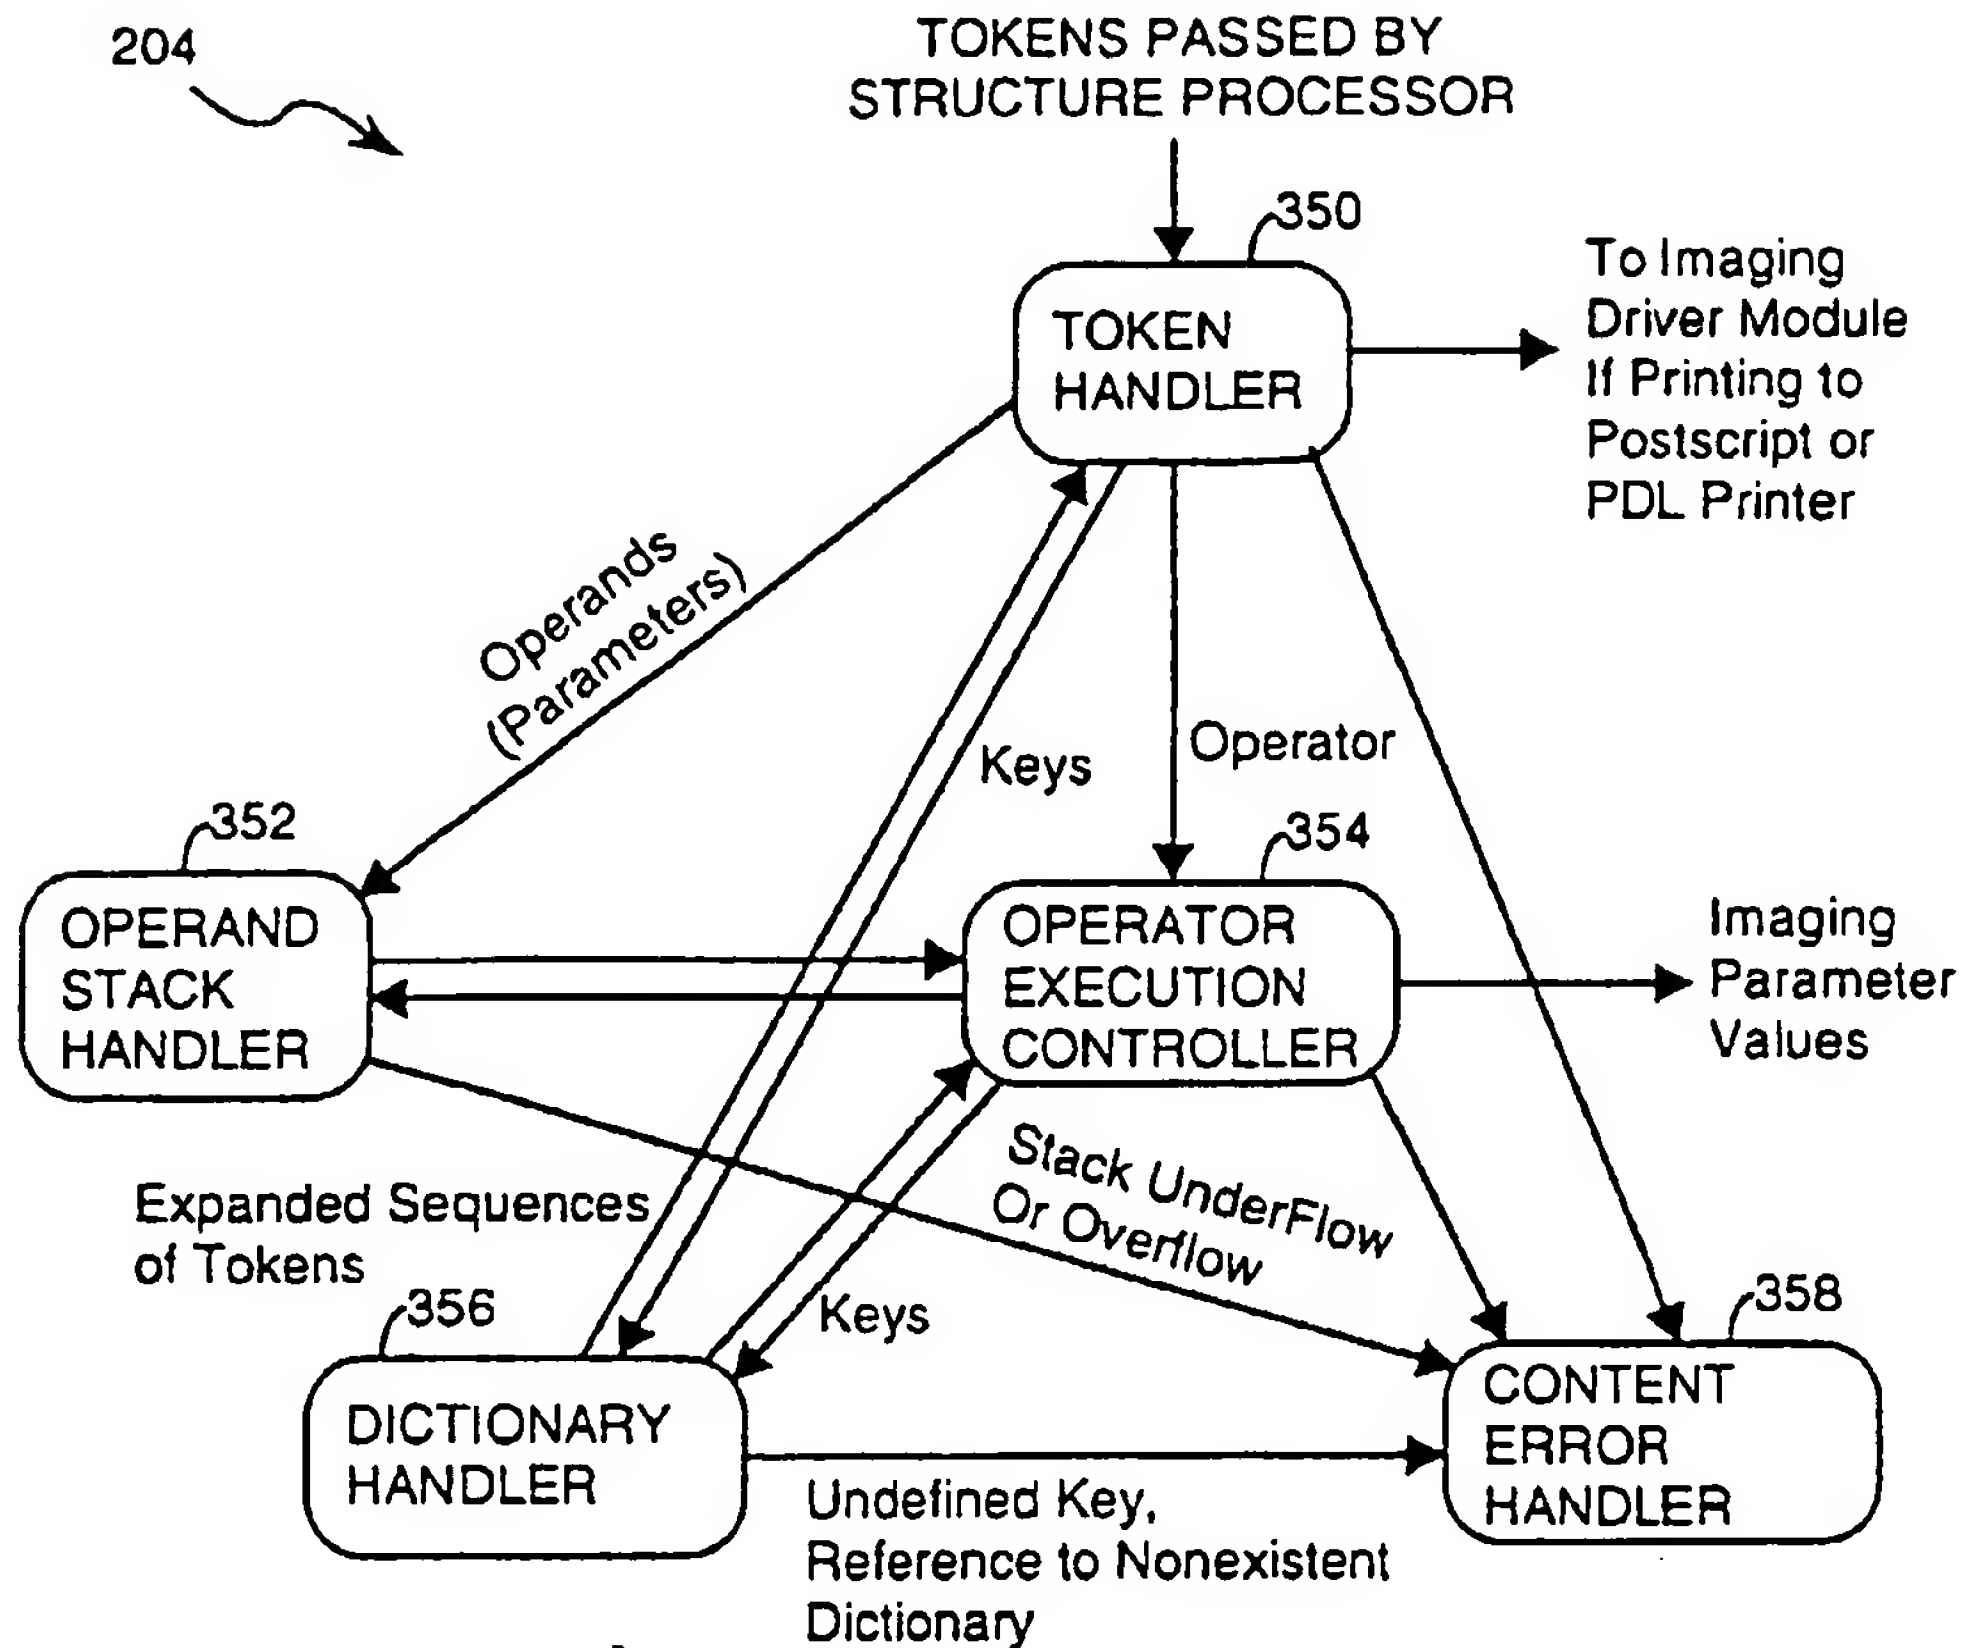 204
TOKENS PASSED BY
STRUCTURE PROCESSOR
350
TOKEN
HANDLER
To Imaging
Driver Module
If Printing to
Postscript or
PDL Printer
Operands
(Parameters)
Keys
Operator
352
OPERAND
STACK
HANDLER
354
OPERATOR
EXECUTION
CONTROLLER
Imaging
Parameter
Values
Stack UnderFlow
Or Overflow
Expanded Sequences
of Tokens
Keys
356
DICTIONARY
HANDLER
358
CONTENT
ERROR
HANDLER
Undefined Key,
Reference to Nonexistent
Dictionary